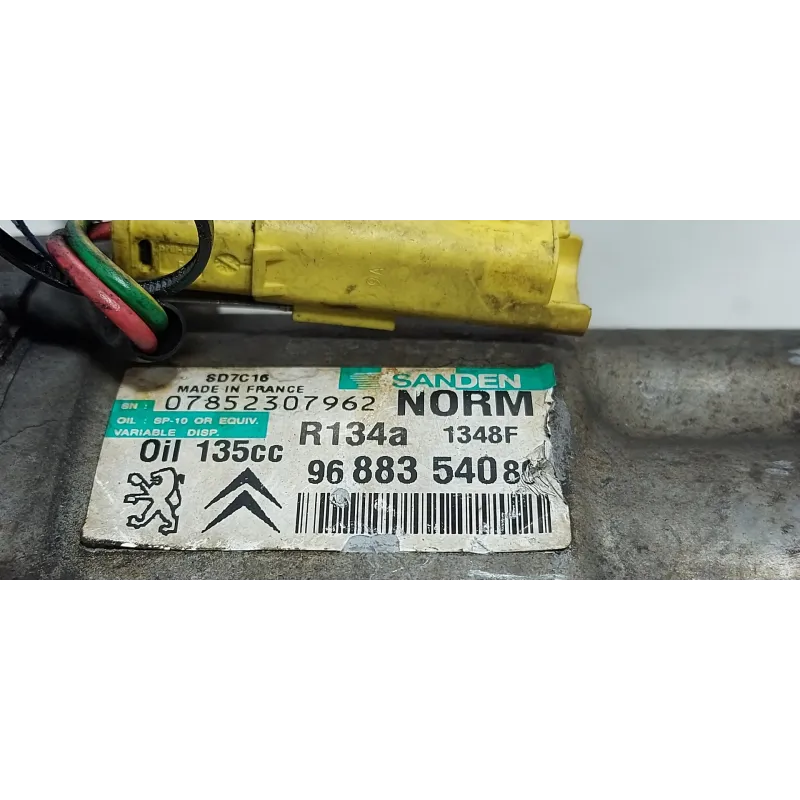 SD7C16
MADE IN FRANCE
SANDEN
SN : 07852307962
NORM
OIL : SP-10 OR EQUIV.
VARIABLE DISP.
Oil 135cc
R134a 1348F
96 883 540 8